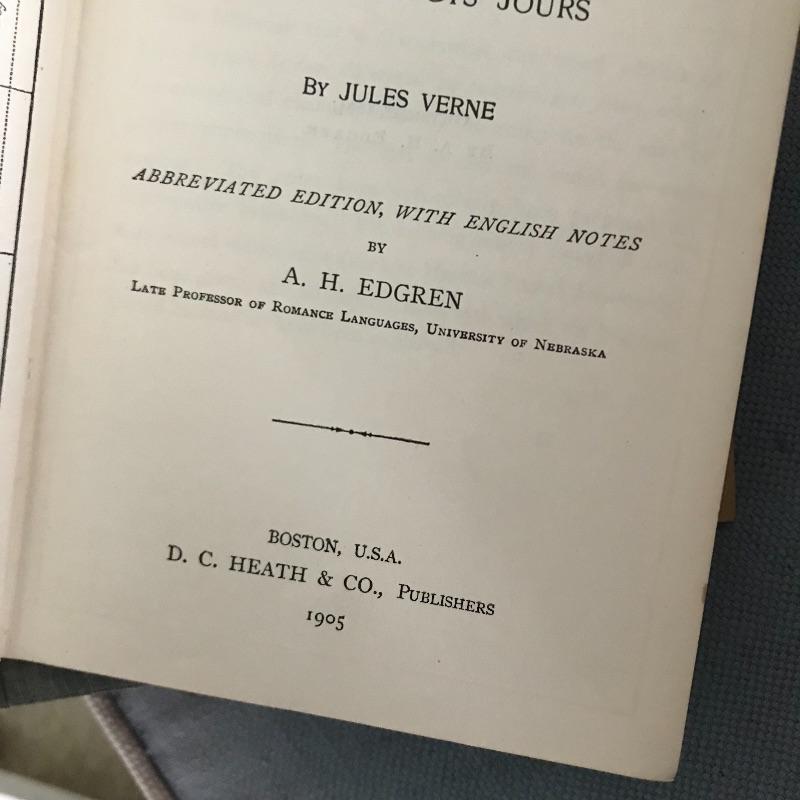 JOURS
BY JULES VERNE
ABBREVIATED EDITION, WITH ENGLISH NOTES
BY
A. H. EDGREN
LATE PROFESSOR OF ROMANCE LANGUAGES, UNIVERSITY OF NEBRASKA
BOSTON, U.S.A.
D. C. HEATH & CO., PUBLISHERS
1905